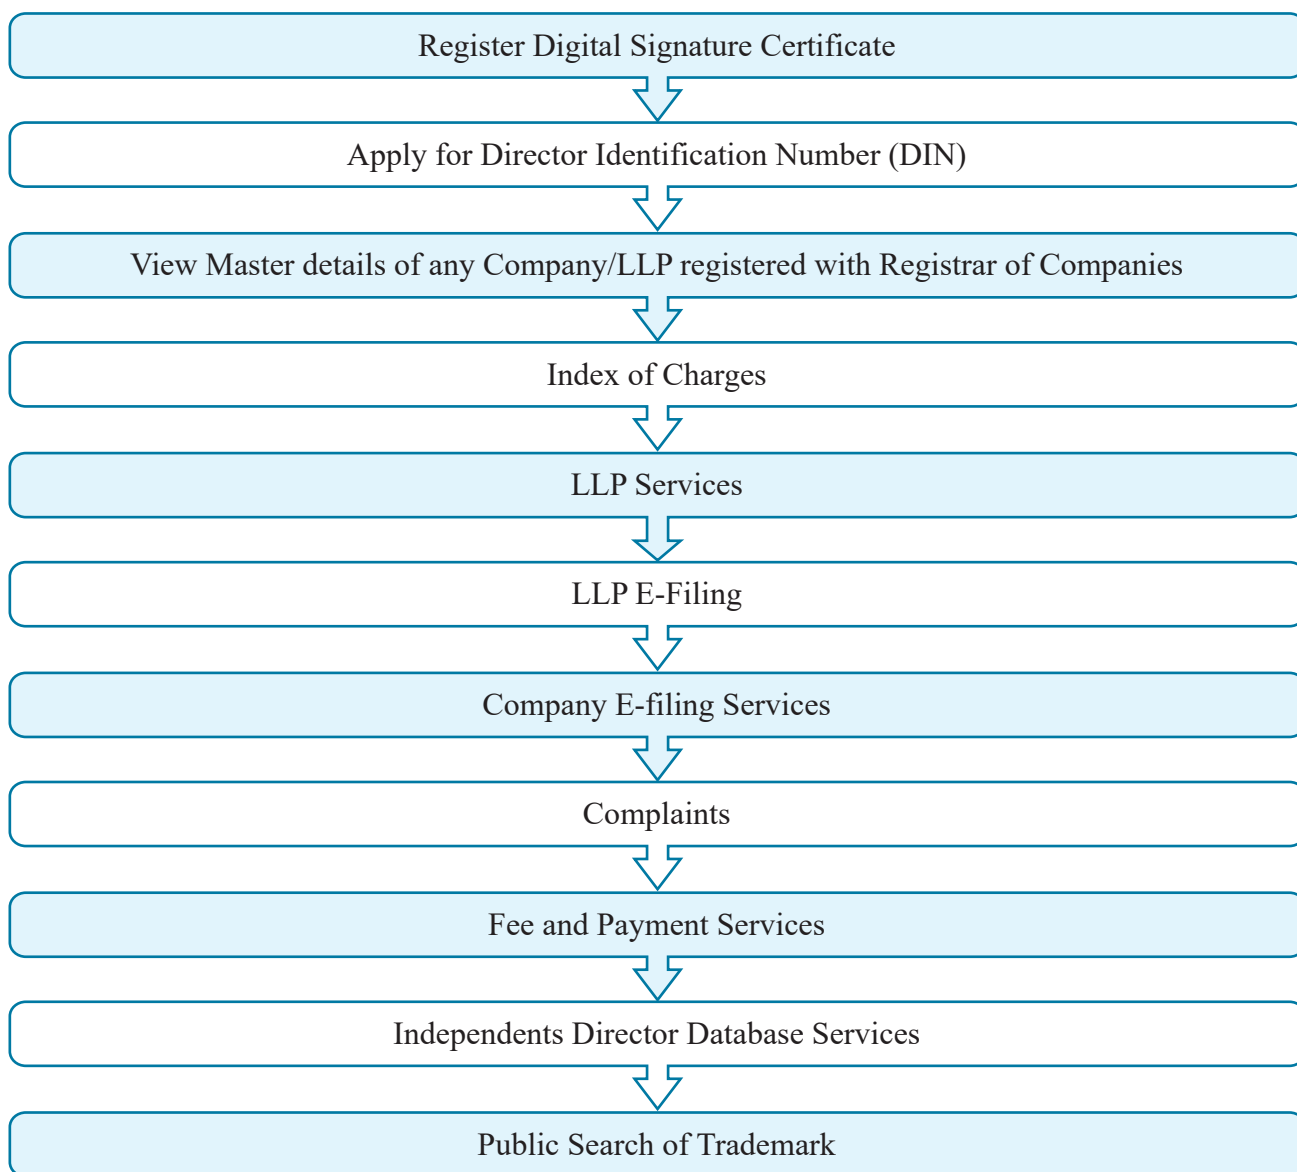 Register Digital Signature Certificate
Apply for Director Identification Number (DIN)
View Master details of any Company/LLP registered with Registrar of Companies
Index of Charges
LLP Services
LLP E-Filing
Company E-filing Services
Complaints
Fee and Payment Services
Independents Director Database Services
Public Search of Trademark